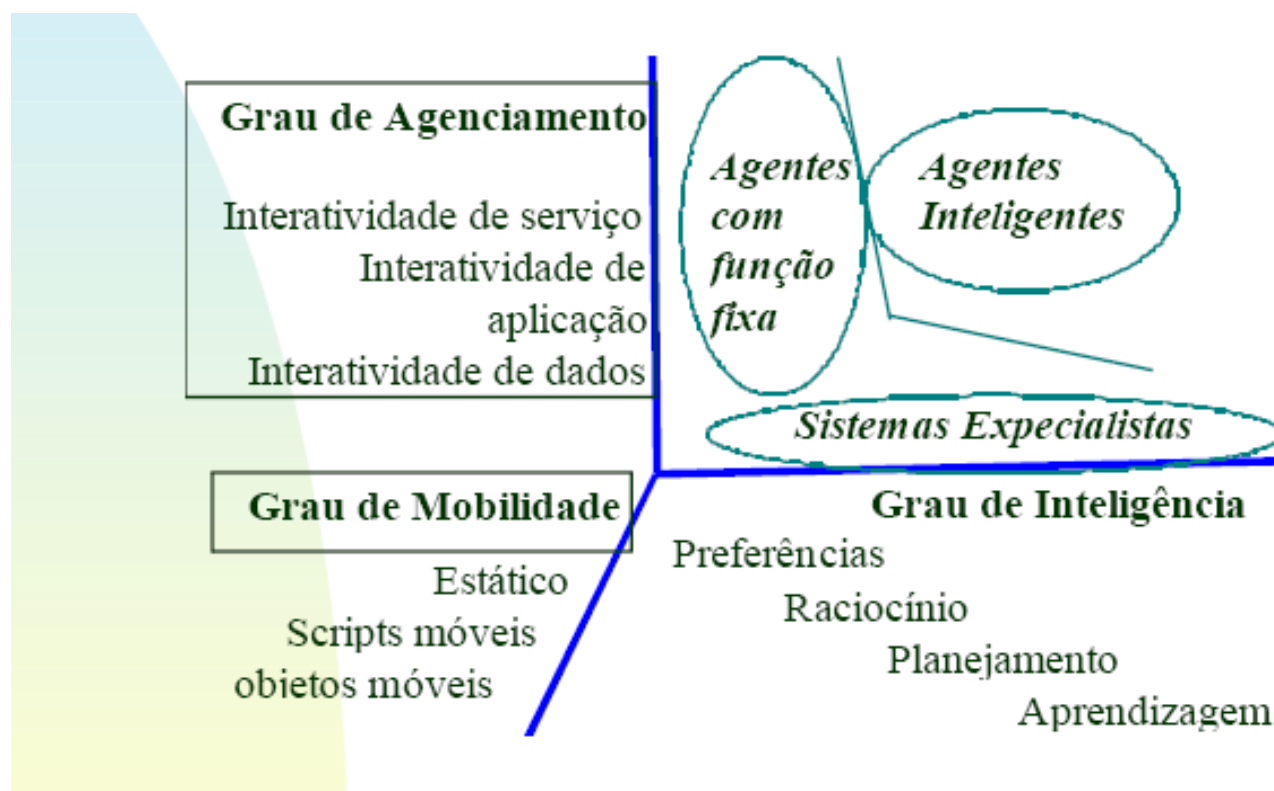 Grau de Agenciamento
Interatividade de serviço
Interatividade de
aplicação
Interatividade de dados
Agentes
com
função
fixa
Agentes
Inteligentes
Sistemas Expecialistas
Grau de Mobilidade
Estático
Scripts móveis
objetos móveis
Grau de Inteligência
Preferências
Raciocínio
Planejamento
Aprendizagem